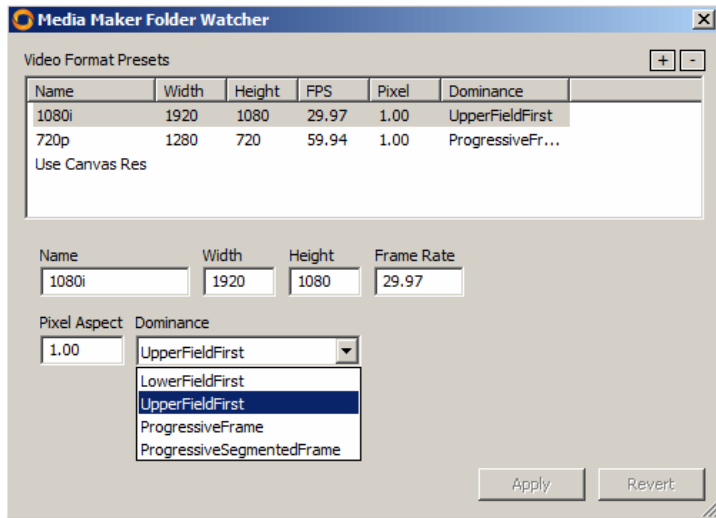 Media Maker Folder Watcher
Video Format Presets + -
Name Width Height FPS Pixel Dominance
1080i 1920 1080 29.97 1.00 UpperFieldFirst
720p 1280 720 59.94 1.00 ProgressiveFr...
Use Canvas Res
Name Width Height Frame Rate
1080i 1920 1080 29.97
Pixel Aspect Dominance
1.00 UpperFieldFirst
LowerFieldFirst
UpperFieldFirst
ProgressiveFrame
ProgressiveSegmentedFrame
Apply Revert